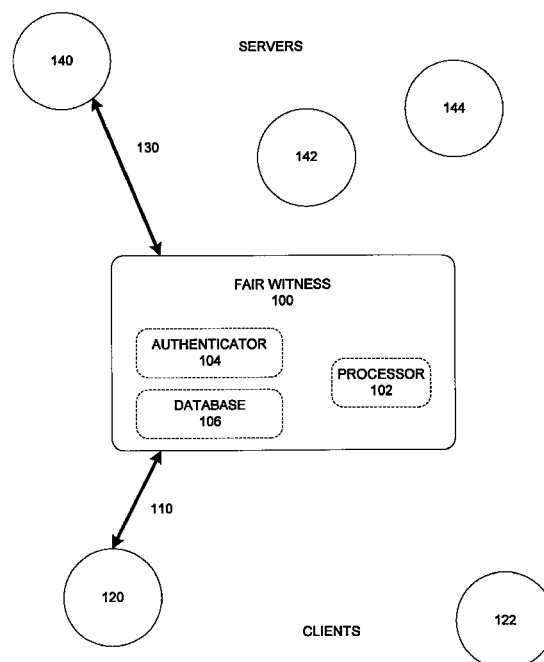 140
SERVERS
144
130
142
FAIR WITNESS
100
AUTHENTICATOR
104
PROCESSOR
102
DATABASE
106
110
120
122
CLIENTS